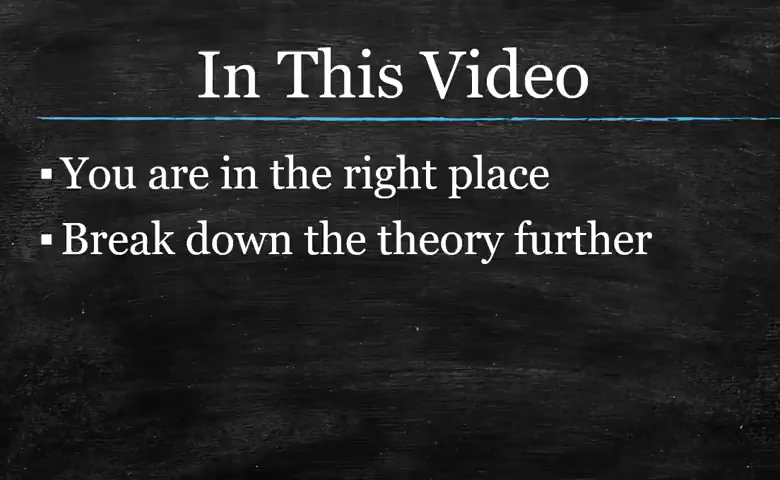 In This Video
▪ You are in the right place
▪ Break down the theory further